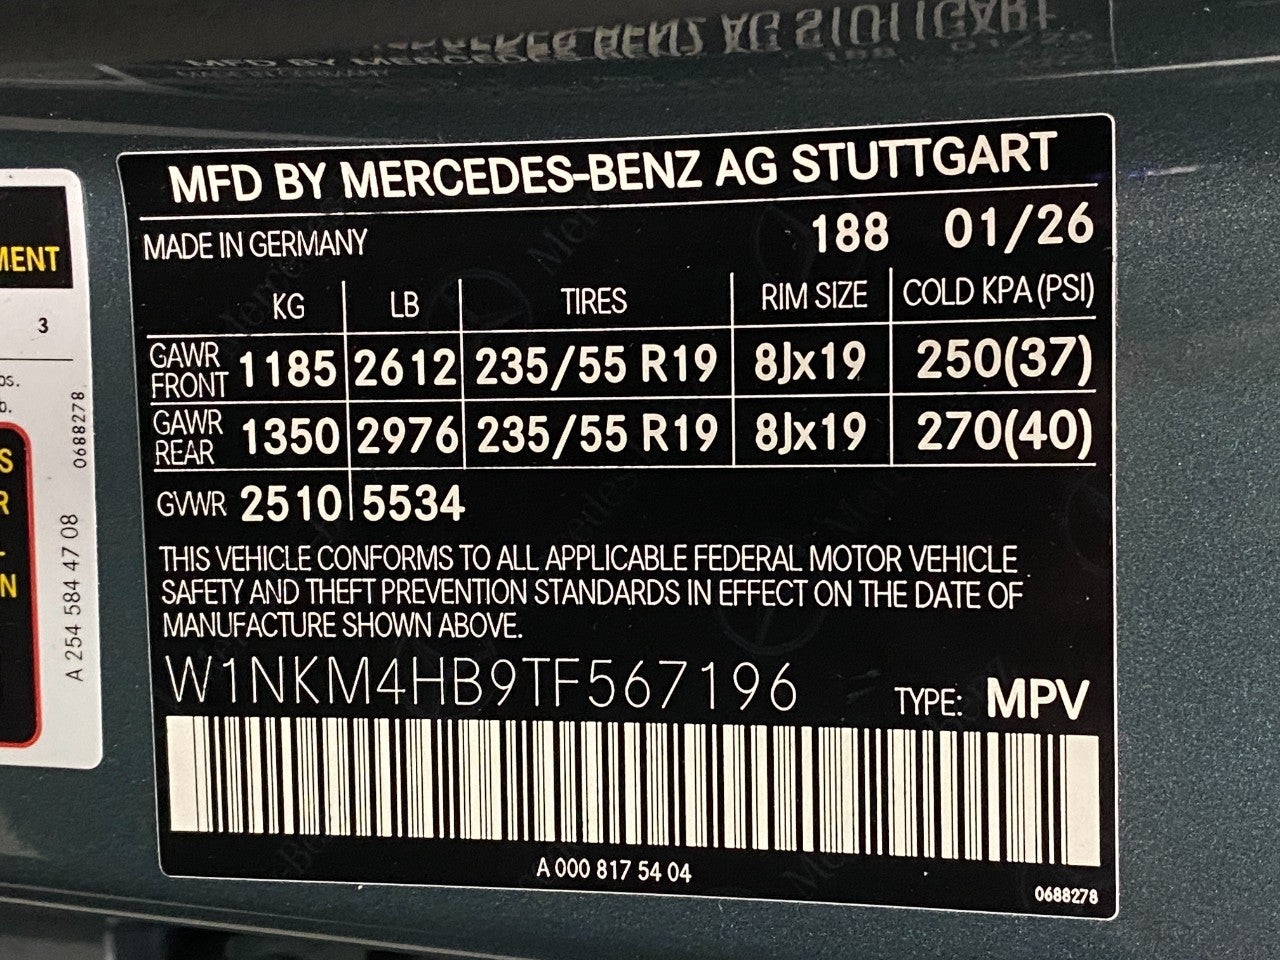 MFD BY MERCEDES-BENZ AG STUTTGART
MADE IN GERMANY 188 01/26
KG LB TIRES RIM SIZE COLD KPA (PSI)
GAWR FRONT 1185 2612 235/55 R19 8Jx19 250(37)
GAWR REAR 1350 2976 235/55 R19 8Jx19 270(40)
GVWR 2510 5534
THIS VEHICLE CONFORMS TO ALL APPLICABLE FEDERAL MOTOR VEHICLE
SAFETY AND THEFT PREVENTION STANDARDS IN EFFECT ON THE DATE OF
MANUFACTURE SHOWN ABOVE.
W1NKM4HB9TF567196 TYPE: MPV
A 000 817 54 04
0688278
3
0688278
A 254 584 47 08